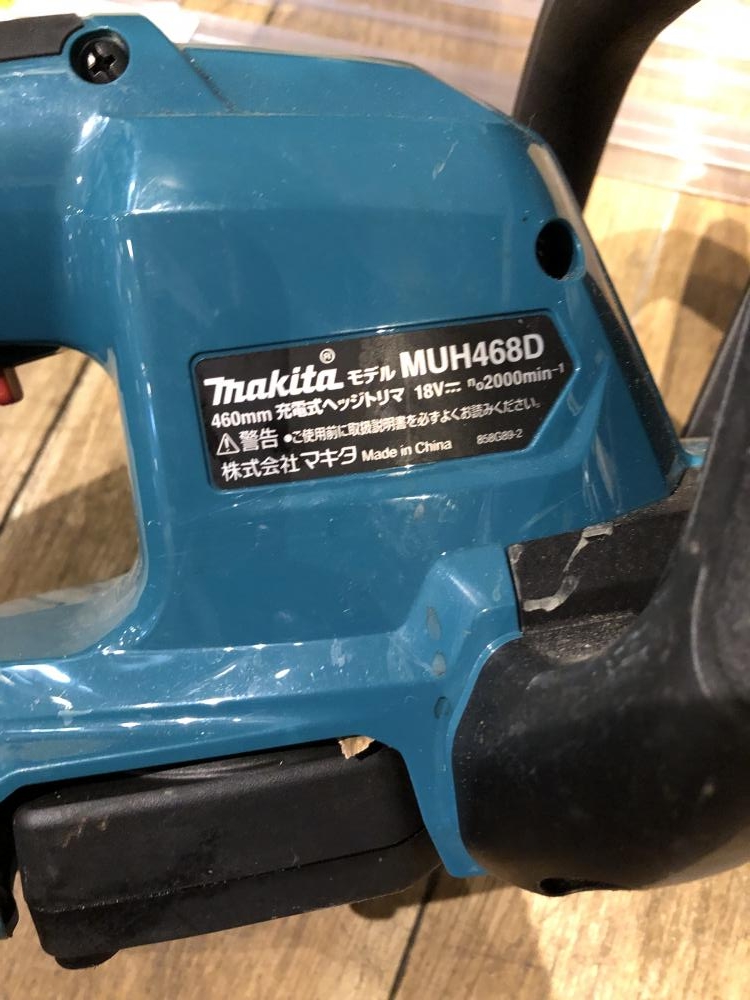 makita® モデル MUH468D
460mm 充電式ヘッジトリマ 18V⎓ n₀2000min⁻¹
⚠警告 •ご使用前に取扱説明書を必ずよくお読みください。
株式会社マキタ Made in China 858G89-2